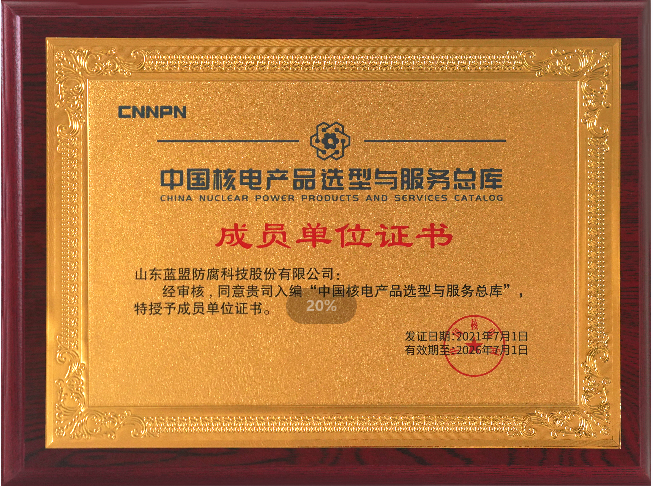 CNNPN
中国核电产品选型与服务总库
CHINA NUCLEAR POWER PRODUCTS AND SERVICES CATALOG
成员单位证书
山东蓝盟防腐科技股份有限公司：
经审核，同意贵司入编“中国核电产品选型与服务总库”，
特授予成员单位证书。
20%
发证日期:2021年7月1日
有效期至:2026年7月1日